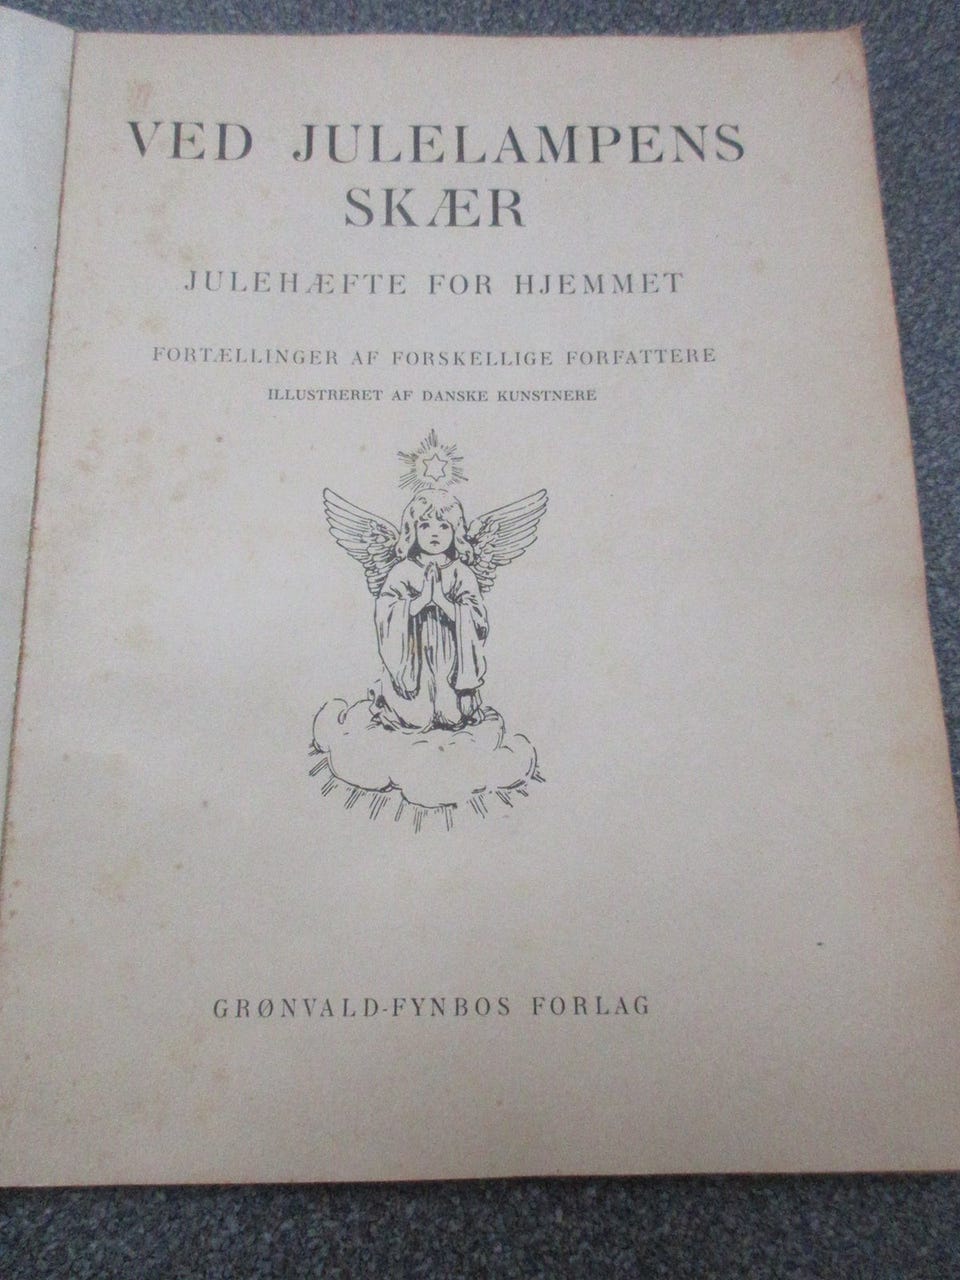 VED JULELAMPENS
SKÆR
JULEHÆFTE FOR HJEMMET
FORTÆLLINGER AF FORSKELLIGE FORFATTERE
ILLUSTRERET AF DANSKE KUNSTNERE
GRØNVALD-FYNBOS FORLAG